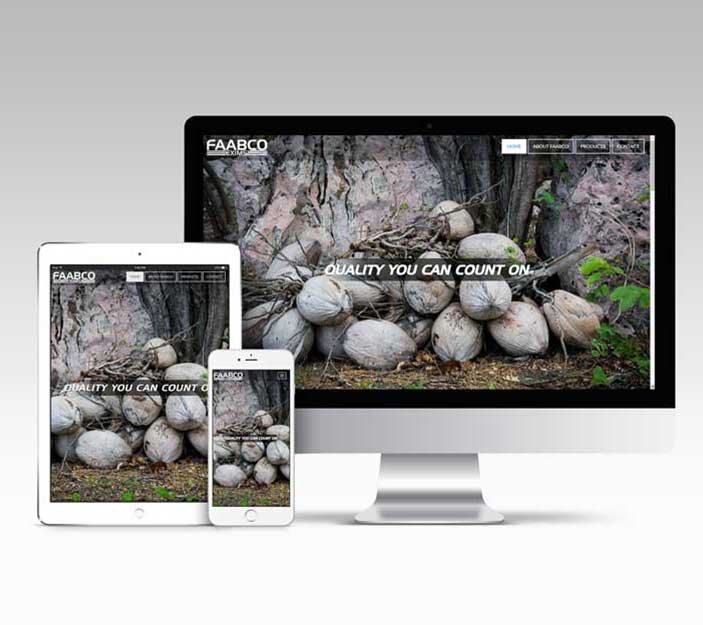 FAABCO
EXIMS
HOME
ABOUT FAABCO
PRODUCTS
CONTACT
QUALITY YOU CAN COUNT ON
FAABCO
HOME
ABOUT FAABCO
PRODUCTS
CONTACT
QUALITY YOU CAN COUNT O
FAABCO
QUALITY YOU CAN COUNT ON